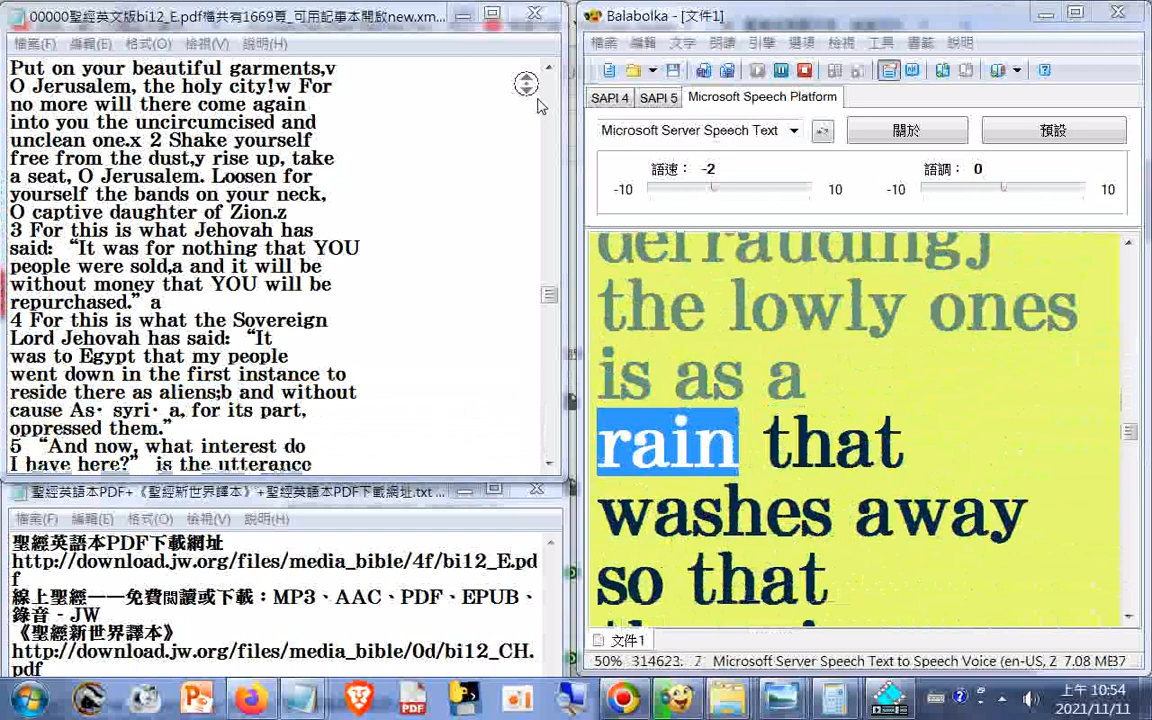 00000聖經英文版bi12_E.pdf檔共有1669頁_可用記事本開啟new.xm...
檔案(F) 編輯(E) 格式(O) 檢視(V) 說明(H)
Put on your beautiful garments,v
O Jerusalem, the holy city!w For
no more will there come again
into you the uncircumcised and
unclean one.x 2 Shake yourself
free from the dust,y rise up, take
a seat, O Jerusalem. Loosen for
yourself the bands on your neck,
O captive daughter of Zion.z
3 For this is what Jehovah has
said: “It was for nothing that YOU
people were sold,a and it will be
without money that YOU will be
repurchased.” a
4 For this is what the Sovereign
Lord Jehovah has said: “It
was to Egypt that my people
went down in the first instance to
reside there as aliens;b and without
cause As· syri· a, for its part,
oppressed them.”
5 “And now, what interest do
I have here?” is the utterance
聖經英語本PDF+《聖經新世界譯本》+聖經英語本PDF下載網址.txt ...
檔案(F) 編輯(E) 格式(O) 檢視(V) 說明(H)
聖經英語本PDF下載網址
http://download.jw.org/files/media_bible/4f/bi12_E.pd
f
線上聖經——免費閱讀或下載：MP3、AAC、PDF、EPUB、
錄音 - JW
《聖經新世界譯本》
http://download.jw.org/files/media_bible/0d/bi12_CH.
pdf
Balabolka - [文件1]
檔案 編輯 文字 朗讀 引擎 選項 檢視 工具 書籤 說明
SAPI 4 SAPI 5 Microsoft Speech Platform
Microsoft Server Speech Text 關於 預設
語速： -2 語調： 0
-10 10 -10 10
defraudingj
the lowly ones
is as a
rain that
washes away
so that
文件1
50% 314623: 7 Microsoft Server Speech Text to Speech Voice (en-US, Z 7.08 MB
上午 10:54
2021/11/11